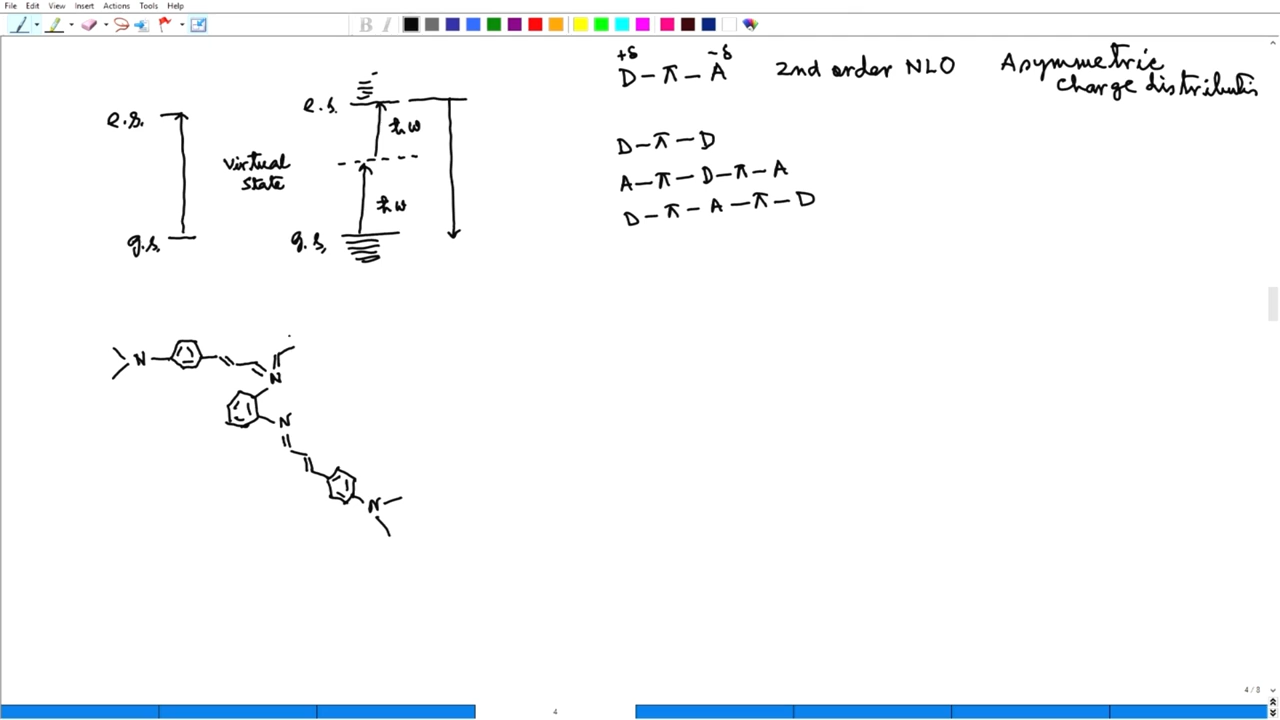 File Edit View Insert Actions Tools Help
B I
+δ -δ
D-π-A 2nd order NLO Asymmetric
charge distributi
e.s.
e.s.
ħω
Virtual
State
ħω
g.s.
g.s.
D-π-D
A-π-D-π-A
D-π-A-π-D
N
N
N
N
4 / 8
4